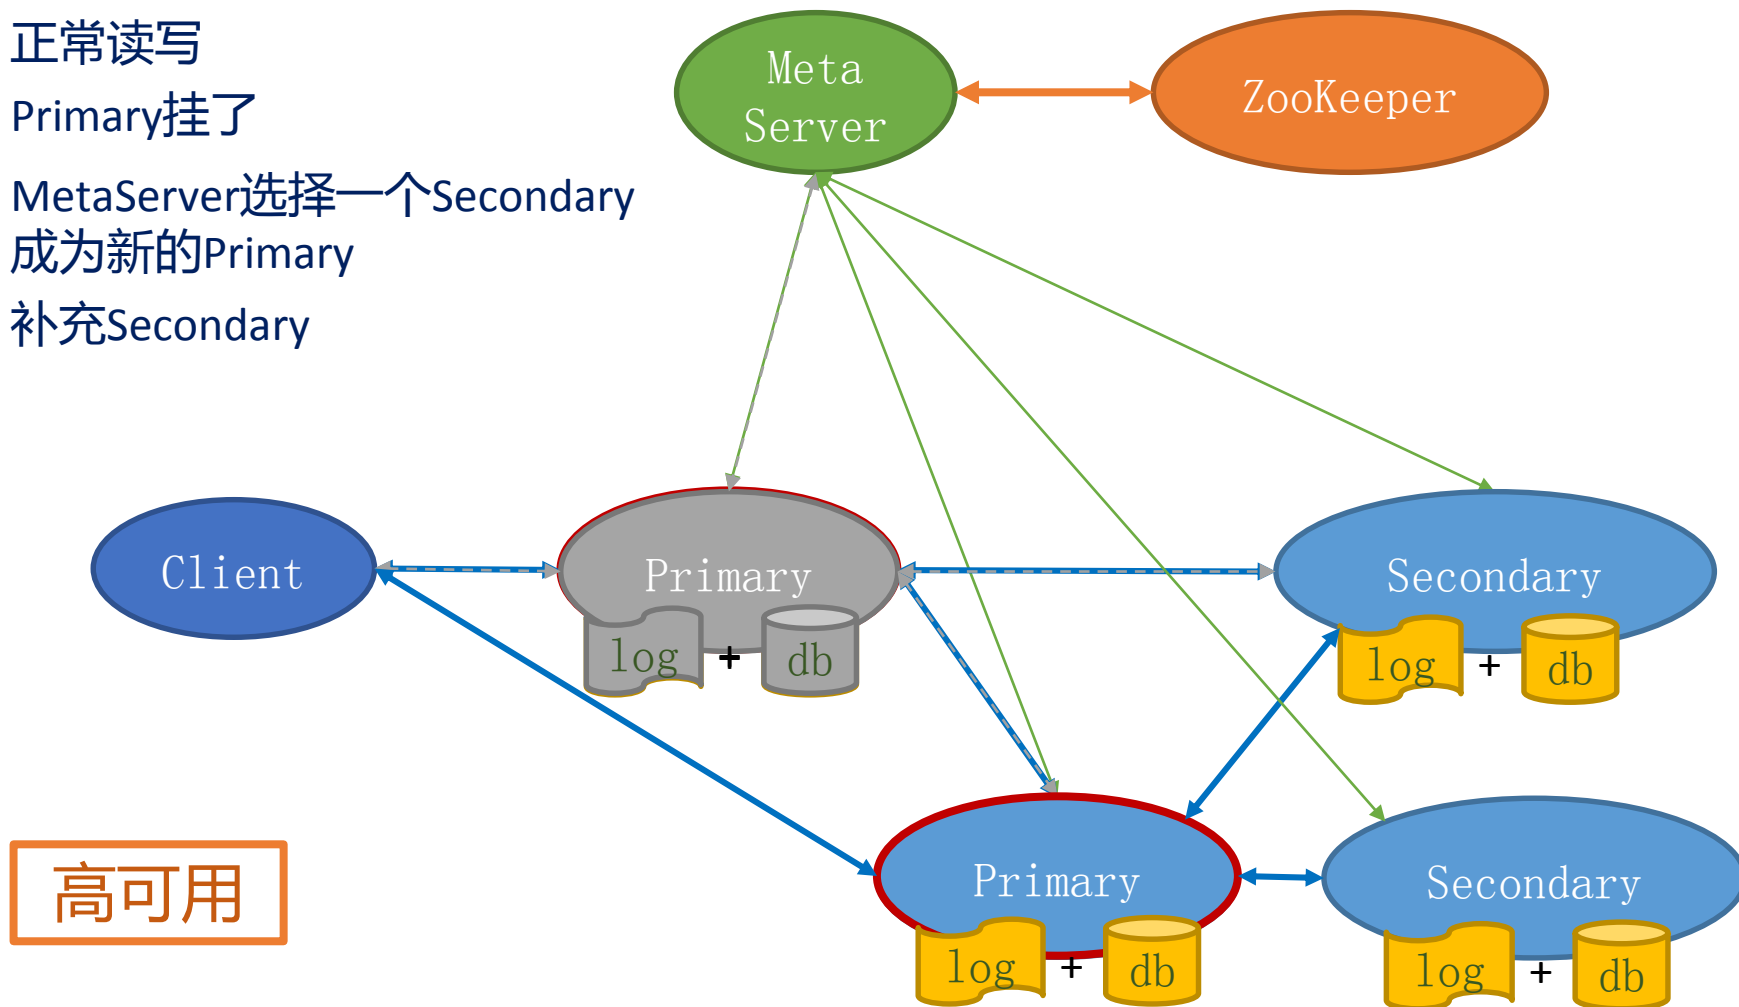 正常读写
Primary挂了
MetaServer选择一个Secondary
成为新的Primary
补充Secondary
Meta
Server
ZooKeeper
Client
Primary
log + db
Secondary
log + db
Primary
log + db
Secondary
log + db
高可用